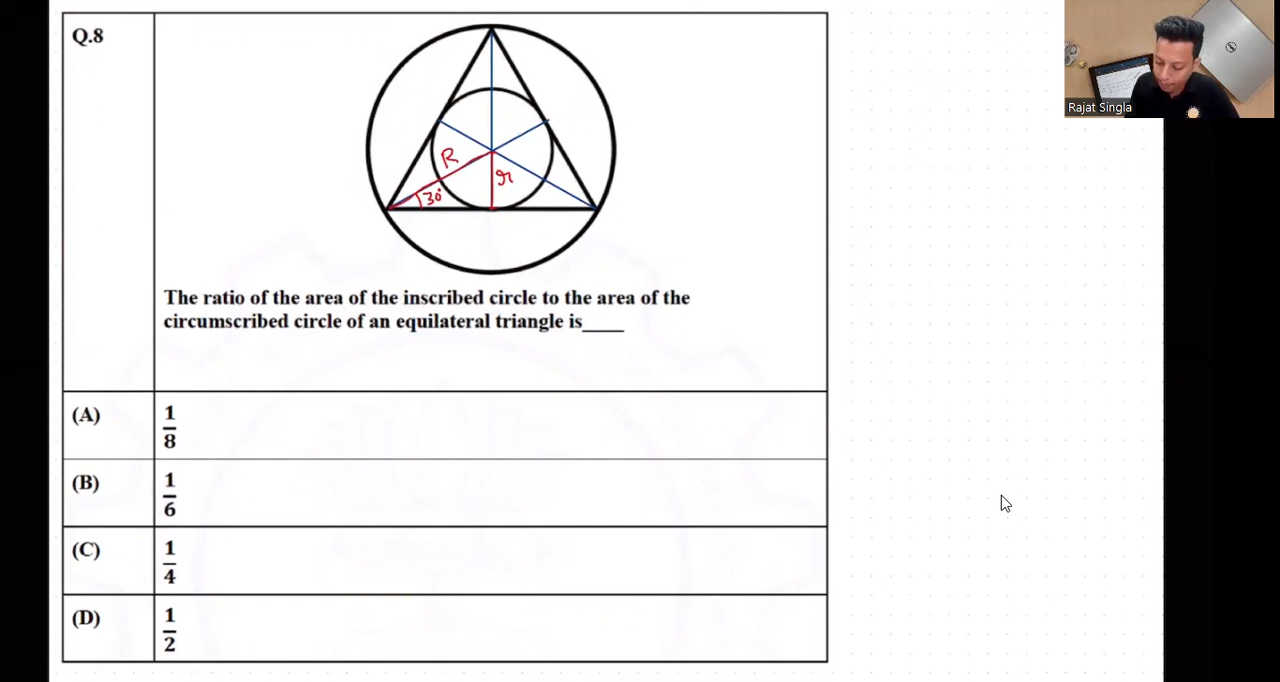 Q.8
R
r
30°
The ratio of the area of the inscribed circle to the area of the
circumscribed circle of an equilateral triangle is____
(A)
1
8
(B)
1
6
(C)
1
4
(D)
1
2
Rajat Singla